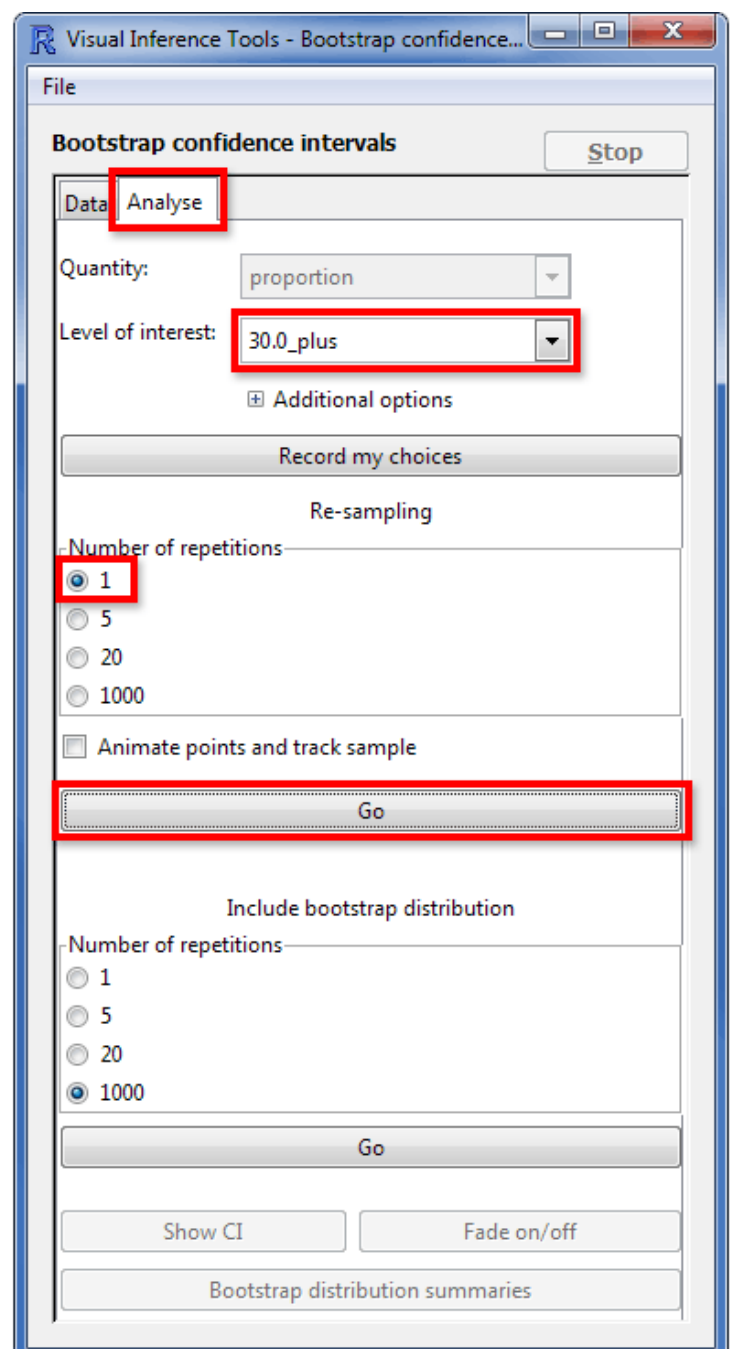 Visual Inference Tools - Bootstrap confidence...
File
Bootstrap confidence intervals
Stop
Data Analyse
Quantity: proportion
Level of interest: 30.0_plus
Additional options
Record my choices
Re-sampling
Number of repetitions
1
5
20
1000
Animate points and track sample
Go
Include bootstrap distribution
Number of repetitions
1
5
20
1000
Go
Show CI Fade on/off
Bootstrap distribution summaries